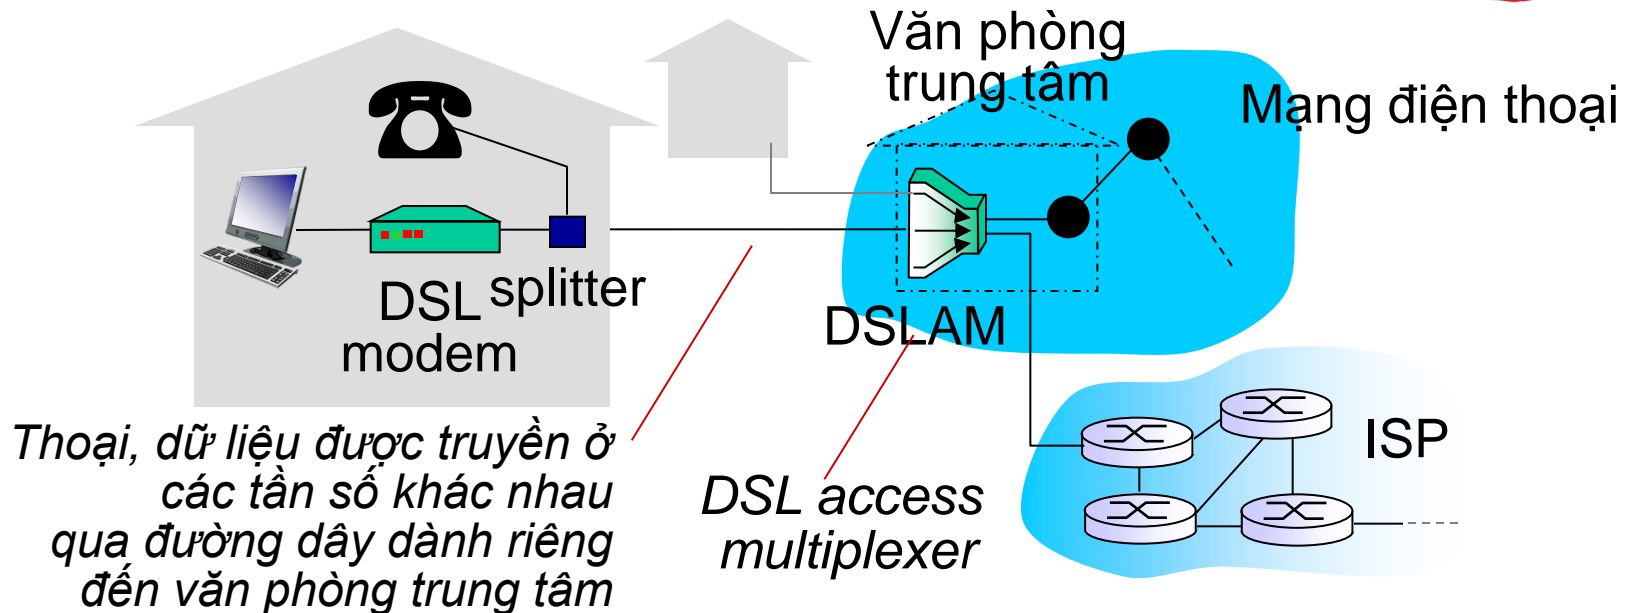 Văn phòng
trung tâm
Mạng điện thoại
DSL
modem
splitter
DSLAM
ISP
Thoại, dữ liệu được truyền ở
các tần số khác nhau
qua đường dây dành riêng
đến văn phòng trung tâm
DSL access
multiplexer